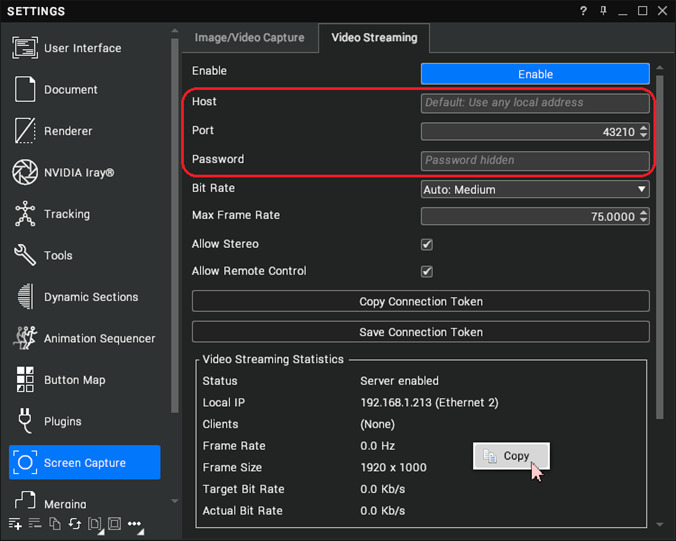 SETTINGS
?
User Interface
Document
Renderer
NVIDIA Iray®
Tracking
Tools
Dynamic Sections
Animation Sequencer
Button Map
Plugins
Screen Capture
Merging
Image/Video Capture
Video Streaming
Enable
Enable
Host
Default: Use any local address
Port
43210
Password
Password hidden
Bit Rate
Auto: Medium
Max Frame Rate
75.0000
Allow Stereo
Allow Remote Control
Copy Connection Token
Save Connection Token
Video Streaming Statistics
Status
Server enabled
Local IP
192.168.1.213 (Ethernet 2)
Clients
(None)
Frame Rate
0.0 Hz
Frame Size
1920 x 1000
Target Bit Rate
0.0 Kb/s
Actual Bit Rate
0.0 Kb/s
Copy